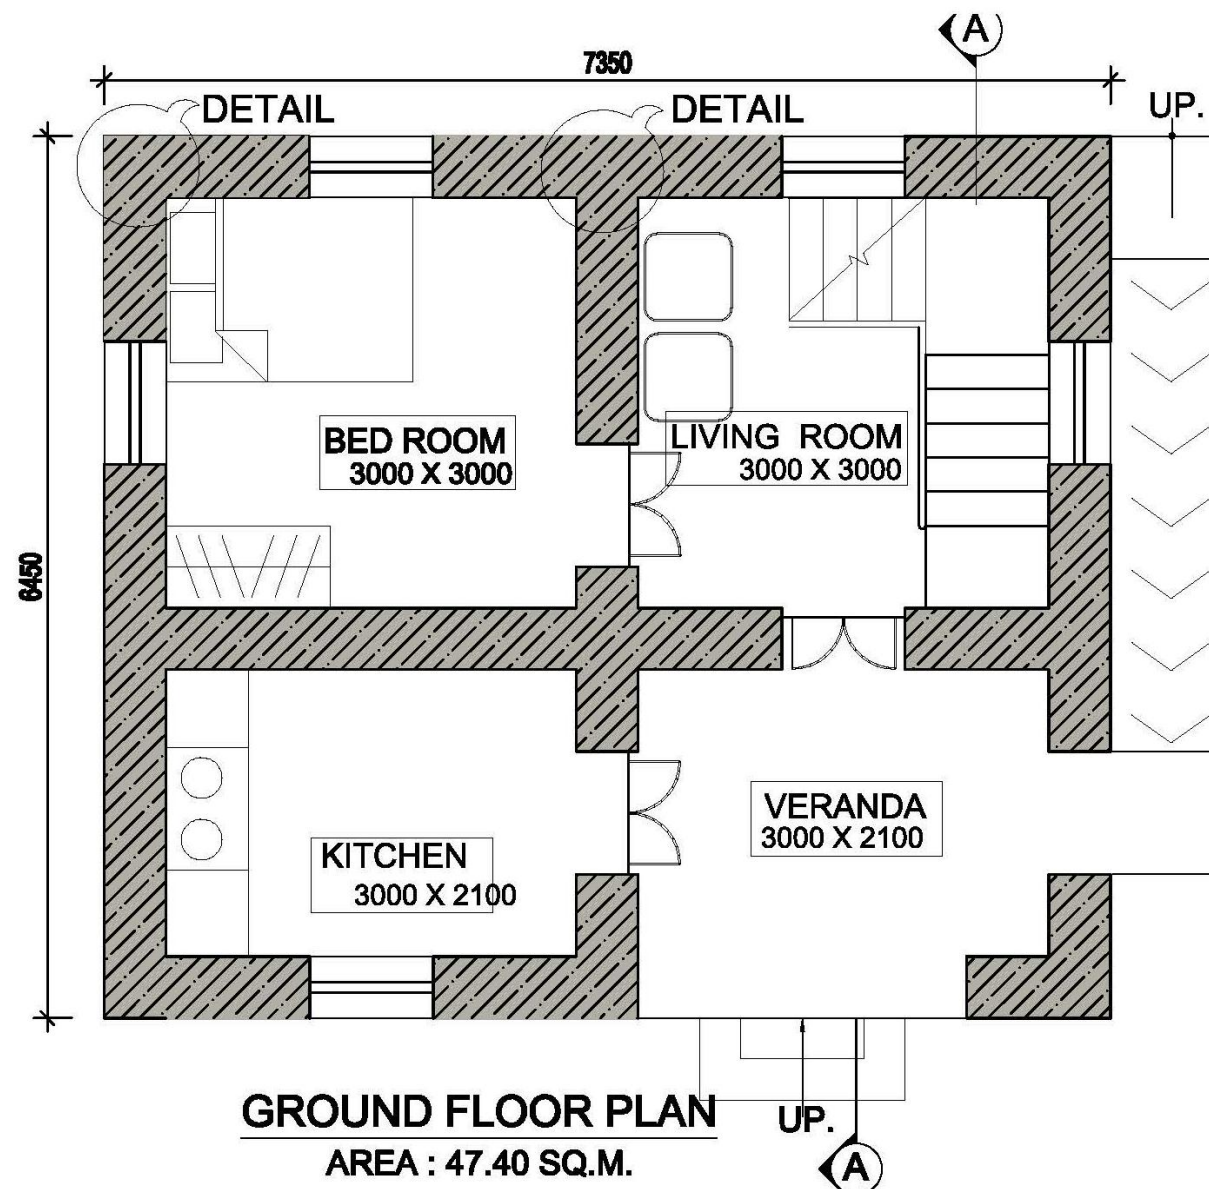 A
7350
DETAIL
DETAIL
UP.
BED ROOM
3000 X 3000
LIVING ROOM
3000 X 3000
6450
VERANDA
3000 X 2100
KITCHEN
3000 X 2100
GROUND FLOOR PLAN
UP.
AREA : 47.40 SQ.M.
A